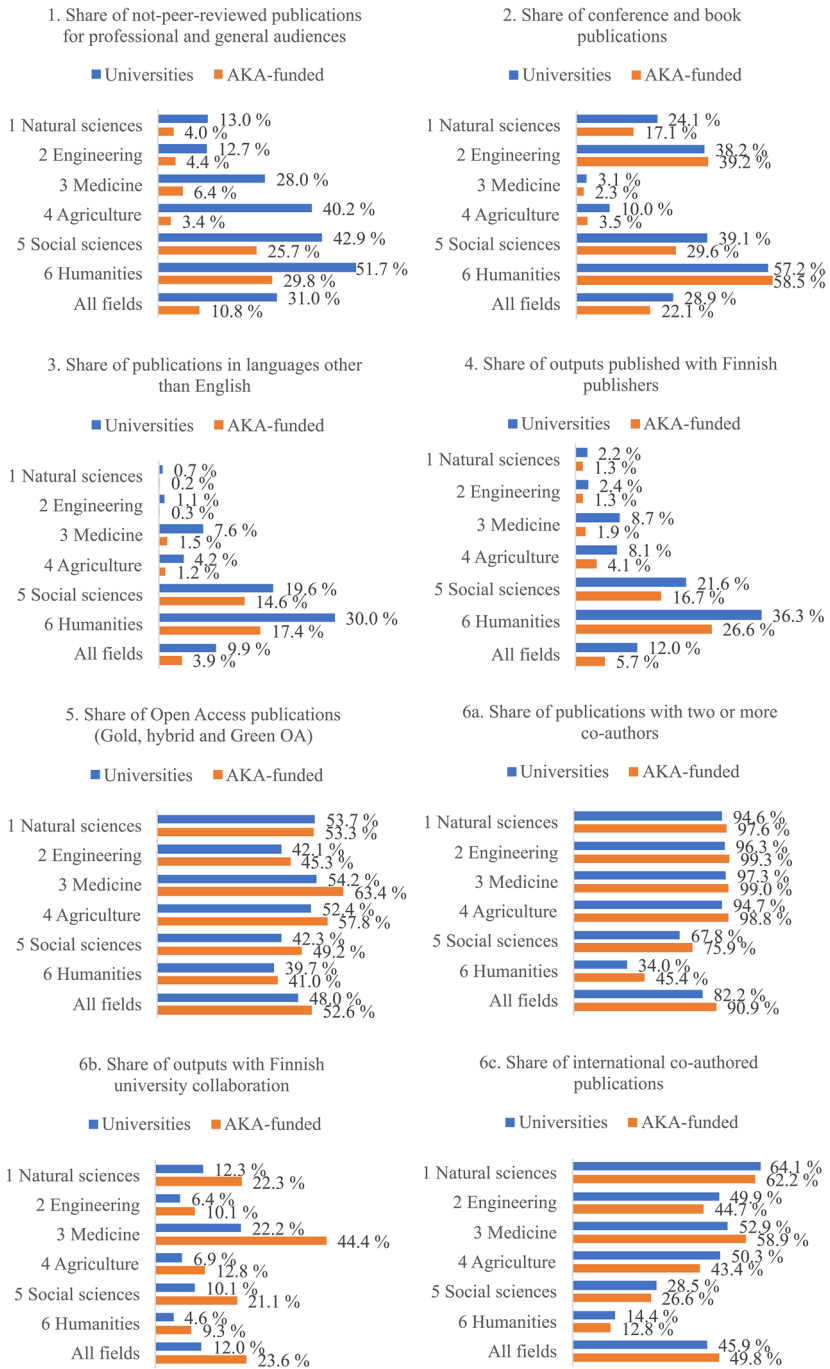 1. Share of not-peer-reviewed publications
for professional and general audiences
Universities AKA-funded
1 Natural sciences 13.0 %
4.0 %
2 Engineering 12.7 %
4.4 %
3 Medicine 28.0 %
6.4 %
4 Agriculture 40.2 %
3.4 %
5 Social sciences 42.9 %
25.7 %
6 Humanities 51.7 %
29.8 %
All fields 31.0 %
10.8 %
2. Share of conference and book
publications
Universities AKA-funded
1 Natural sciences 24.1 %
17.1 %
2 Engineering 38.2 %
39.2 %
3 Medicine 3.1 %
2.3 %
4 Agriculture 10.0 %
3.5 %
5 Social sciences 39.1 %
29.6 %
6 Humanities 57.2 %
58.5 %
All fields 28.9 %
22.1 %
3. Share of publications in languages other
than English
Universities AKA-funded
1 Natural sciences 0.7 %
0.2 %
2 Engineering 1.1 %
0.3 %
3 Medicine 7.6 %
1.5 %
4 Agriculture 4.2 %
1.2 %
5 Social sciences 19.6 %
14.6 %
6 Humanities 30.0 %
17.4 %
All fields 9.9 %
3.9 %
4. Share of outputs published with Finnish
publishers
Universities AKA-funded
1 Natural sciences 2.2 %
1.3 %
2 Engineering 2.4 %
1.3 %
3 Medicine 8.7 %
1.9 %
4 Agriculture 8.1 %
4.1 %
5 Social sciences 21.6 %
16.7 %
6 Humanities 36.3 %
26.6 %
All fields 12.0 %
5.7 %
5. Share of Open Access publications
(Gold, hybrid and Green OA)
Universities AKA-funded
1 Natural sciences 53.7 %
53.3 %
2 Engineering 42.1 %
45.3 %
3 Medicine 54.2 %
63.4 %
4 Agriculture 52.4 %
57.8 %
5 Social sciences 42.3 %
49.2 %
6 Humanities 39.7 %
41.0 %
All fields 48.0 %
52.6 %
6a. Share of publications with two or more
co-authors
Universities AKA-funded
1 Natural sciences 94.6 %
97.6 %
2 Engineering 96.3 %
99.3 %
3 Medicine 97.3 %
99.0 %
4 Agriculture 94.7 %
98.8 %
5 Social sciences 67.8 %
75.9 %
6 Humanities 34.0 %
45.4 %
All fields 82.2 %
90.9 %
6b. Share of outputs with Finnish
university collaboration
Universities AKA-funded
1 Natural sciences 12.3 %
22.3 %
2 Engineering 6.4 %
10.1 %
3 Medicine 22.2 %
44.4 %
4 Agriculture 6.9 %
12.8 %
5 Social sciences 10.1 %
21.1 %
6 Humanities 4.6 %
9.3 %
All fields 12.0 %
23.6 %
6c. Share of international co-authored
publications
Universities AKA-funded
1 Natural sciences 64.1 %
62.2 %
2 Engineering 49.9 %
44.7 %
3 Medicine 52.9 %
58.9 %
4 Agriculture 50.3 %
43.4 %
5 Social sciences 28.5 %
26.6 %
6 Humanities 14.4 %
12.8 %
All fields 45.9 %
49.8 %